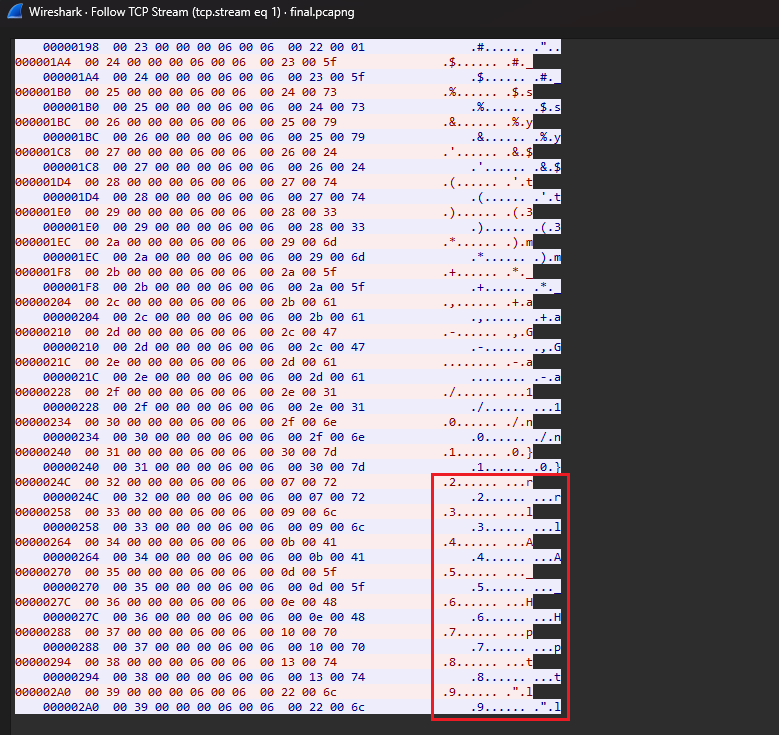 Wireshark · Follow TCP Stream (tcp.stream eq 1) · final.pcapng
00000198 00 23 00 00 00 06 00 06 00 22 00 01 .#...... ."..
000001A4 00 24 00 00 00 06 00 06 00 23 00 5f .$...... .#._
000001A4 00 24 00 00 00 06 00 06 00 23 00 5f .$...... .#._
000001B0 00 25 00 00 00 06 00 06 00 24 00 73 .%...... .$.s
000001B0 00 25 00 00 00 06 00 06 00 24 00 73 .%...... .$.s
000001BC 00 26 00 00 00 06 00 06 00 25 00 79 .&...... .%.y
000001BC 00 26 00 00 00 06 00 06 00 25 00 79 .&...... .%.y
000001C8 00 27 00 00 00 06 00 06 00 26 00 24 .'...... .&.$
000001C8 00 27 00 00 00 06 00 06 00 26 00 24 .'...... .&.$
000001D4 00 28 00 00 00 06 00 06 00 27 00 74 .(...... .'.t
000001D4 00 28 00 00 00 06 00 06 00 27 00 74 .(...... .'.t
000001E0 00 29 00 00 00 06 00 06 00 28 00 33 .)...... .(.3
000001E0 00 29 00 00 00 06 00 06 00 28 00 33 .)...... .(.3
000001EC 00 2a 00 00 00 06 00 06 00 29 00 6d .*...... .).m
000001EC 00 2a 00 00 00 06 00 06 00 29 00 6d .*...... .).m
000001F8 00 2b 00 00 00 06 00 06 00 2a 00 5f .+...... .*._
000001F8 00 2b 00 00 00 06 00 06 00 2a 00 5f .+...... .*._
00000204 00 2c 00 00 00 06 00 06 00 2b 00 61 .,...... .+.a
00000204 00 2c 00 00 00 06 00 06 00 2b 00 61 .,...... .+.a
00000210 00 2d 00 00 00 06 00 06 00 2c 00 47 .-...... .,.G
00000210 00 2d 00 00 00 06 00 06 00 2c 00 47 .-...... .,.G
0000021C 00 2e 00 00 00 06 00 06 00 2d 00 61 ........ .-.a
0000021C 00 2e 00 00 00 06 00 06 00 2d 00 61 ........ .-.a
00000228 00 2f 00 00 00 06 00 06 00 2e 00 31 ./...... ...1
00000228 00 2f 00 00 00 06 00 06 00 2e 00 31 ./...... ...1
00000234 00 30 00 00 00 06 00 06 00 2f 00 6e .0...... ./.n
00000234 00 30 00 00 00 06 00 06 00 2f 00 6e .0...... ./.n
00000240 00 31 00 00 00 06 00 06 00 30 00 7d .1...... .0.}
00000240 00 31 00 00 00 06 00 06 00 30 00 7d .1...... .0.}
0000024C 00 32 00 00 00 06 00 06 00 07 00 72 .2...... ...r
0000024C 00 32 00 00 00 06 00 06 00 07 00 72 .2...... ...r
00000258 00 33 00 00 00 06 00 06 00 09 00 6c .3...... ...l
00000258 00 33 00 00 00 06 00 06 00 09 00 6c .3...... ...l
00000264 00 34 00 00 00 06 00 06 00 0b 00 41 .4...... ...A
00000264 00 34 00 00 00 06 00 06 00 0b 00 41 .4...... ...A
00000270 00 35 00 00 00 06 00 06 00 0d 00 5f .5...... ..._
00000270 00 35 00 00 00 06 00 06 00 0d 00 5f .5...... ..._
0000027C 00 36 00 00 00 06 00 06 00 0e 00 48 .6...... ...H
0000027C 00 36 00 00 00 06 00 06 00 0e 00 48 .6...... ...H
00000288 00 37 00 00 00 06 00 06 00 10 00 70 .7...... ...p
00000288 00 37 00 00 00 06 00 06 00 10 00 70 .7...... ...p
00000294 00 38 00 00 00 06 00 06 00 13 00 74 .8...... ...t
00000294 00 38 00 00 00 06 00 06 00 13 00 74 .8...... ...t
000002A0 00 39 00 00 00 06 00 06 00 22 00 6c .9...... .".l
000002A0 00 39 00 00 00 06 00 06 00 22 00 6c .9...... .".l